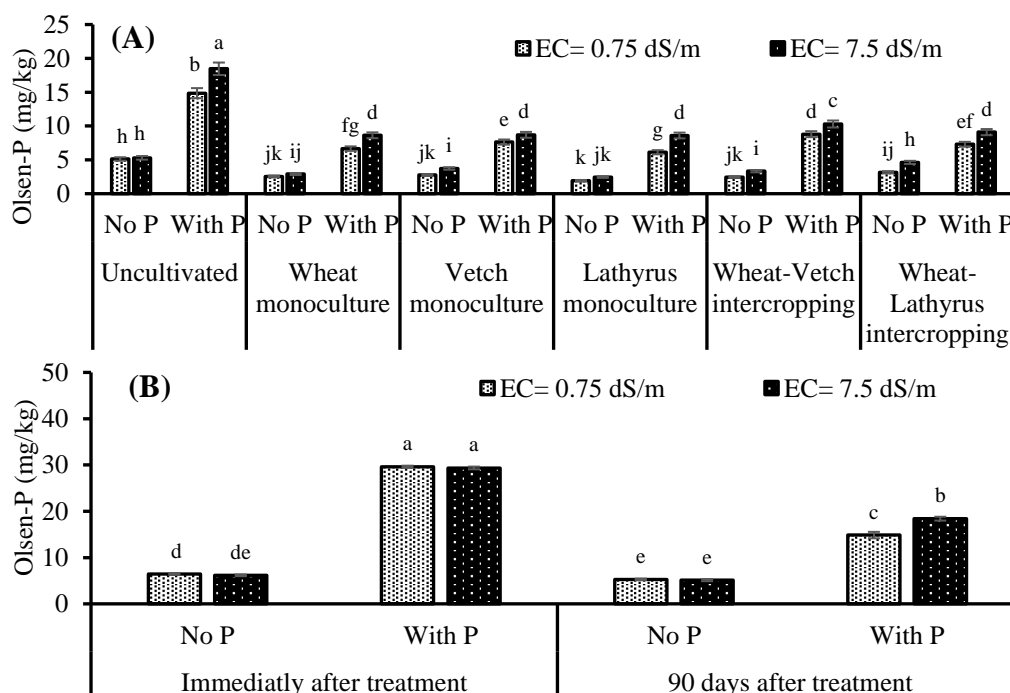 (A)
EC= 0.75 dS/m EC= 7.5 dS/m
Olsen-P (mg/kg)
25
20
15
10
5
0
h h b a jk ij fg d jk i e d k jk g d jk i d c ij h ef d
No P With P No P With P No P With P No P With P No P With P No P With P
Uncultivated
Wheat monoculture
Vetch monoculture
Lathyrus monoculture
Wheat-Vetch intercropping
Wheat-
Lathyrus
intercropping
(B)
EC= 0.75 dS/m EC= 7.5 dS/m
Olsen-P (mg/kg)
50
40
30
20
10
0
d de a a e e c b
No P With P No P With P
Immediatly after treatment 90 days after treatment